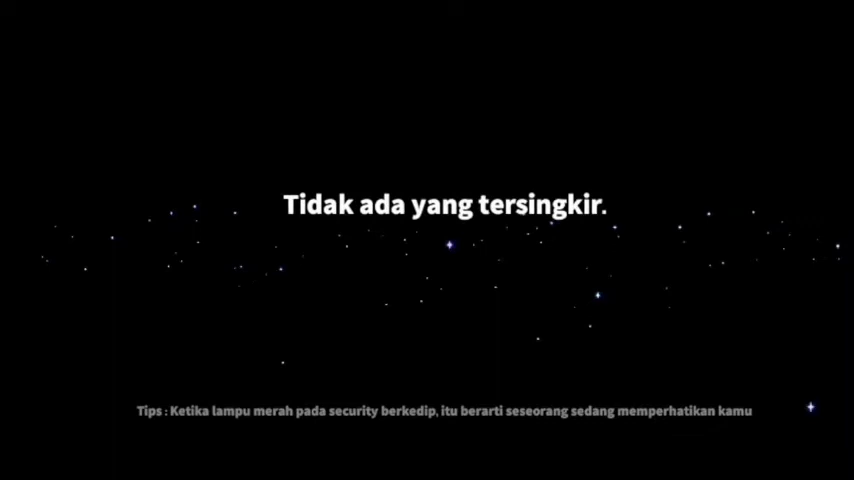 Tidak ada yang tersingkir.
Tips : Ketika lampu merah pada security berkedip, itu berarti seseorang sedang memperhatikan kamu